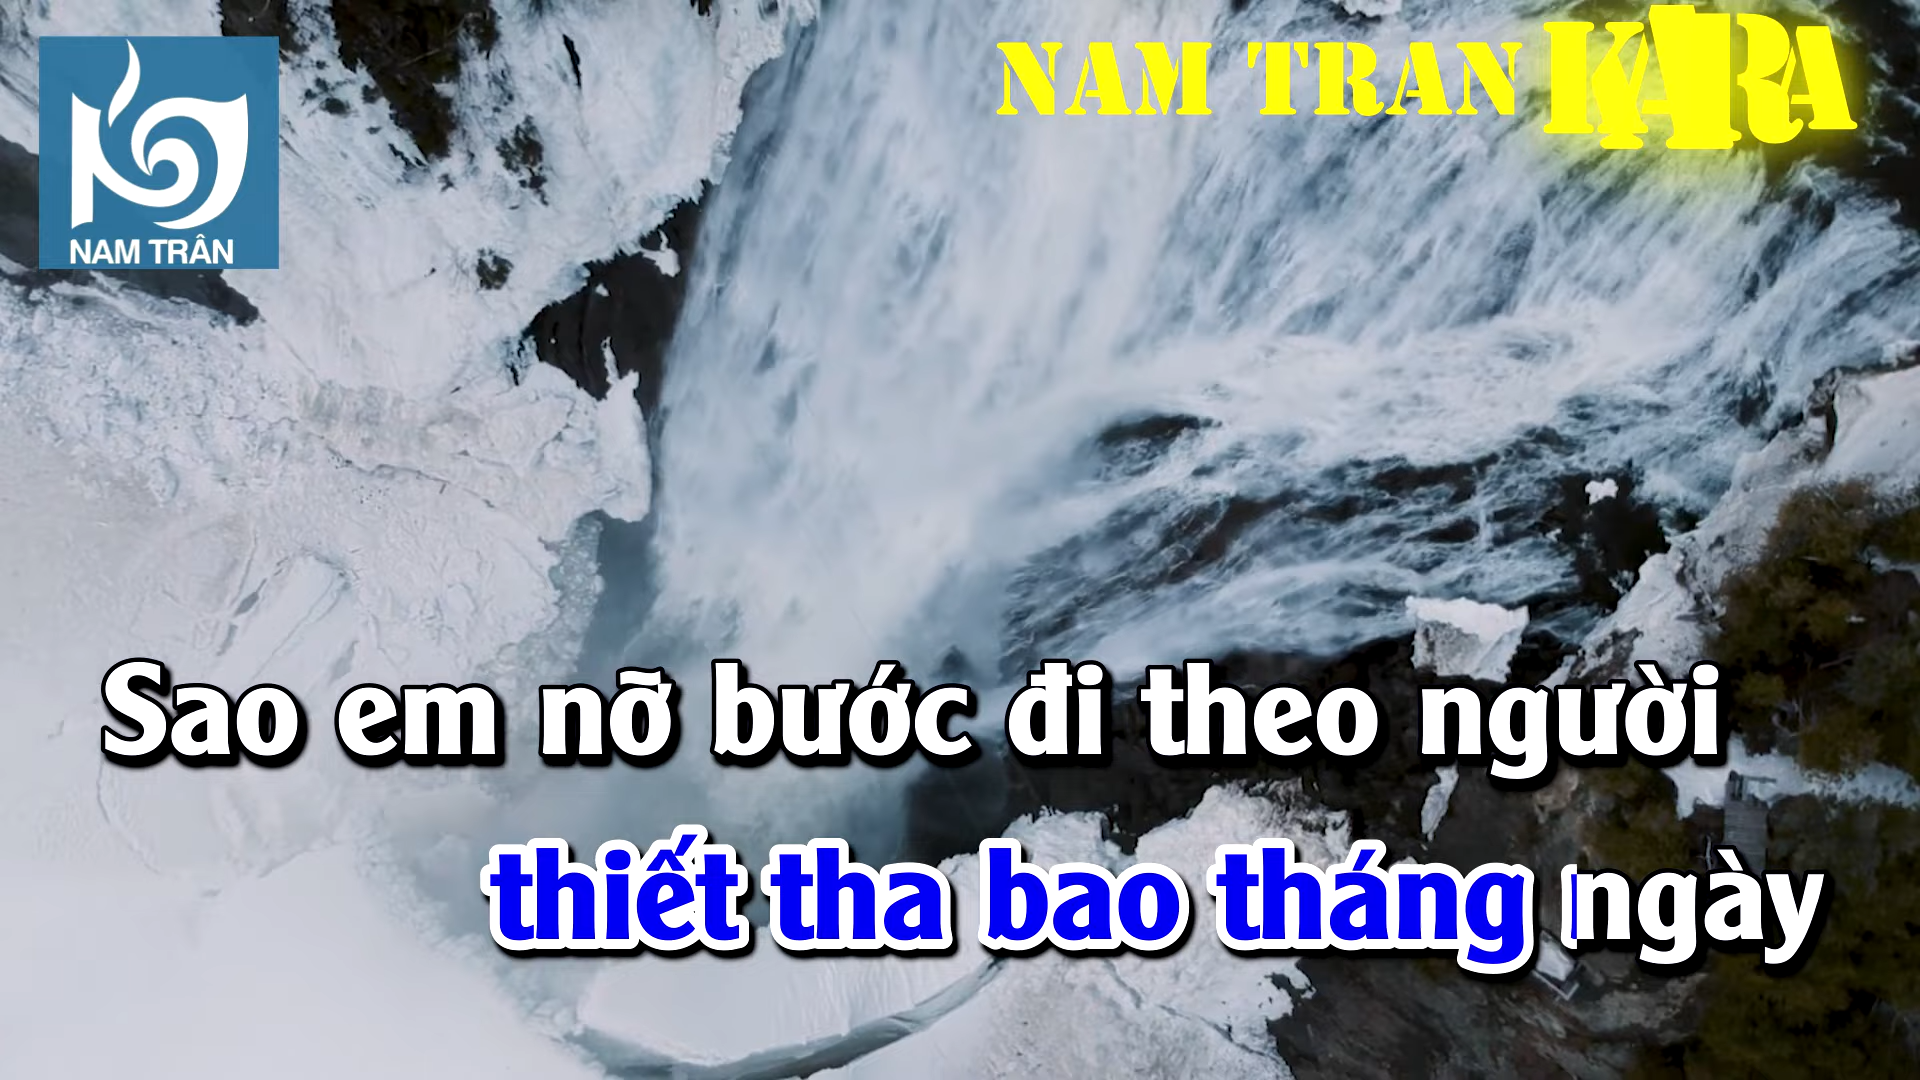 NAM TRAN KARA
NAM TRÂN
Sao em nỡ bước đi theo người
thiết tha bao tháng ngày